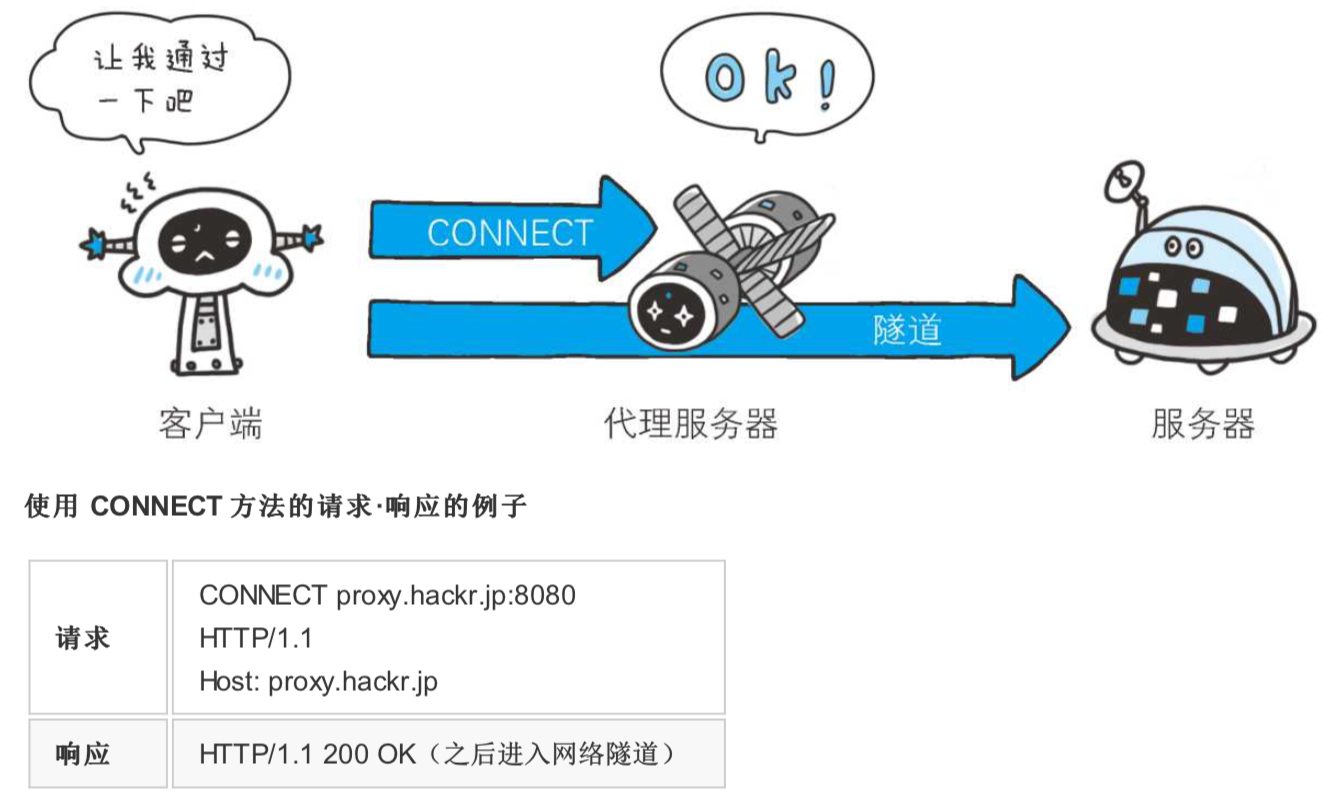 让我通过
一下吧
Ok!
CONNECT
隧道
客户端
代理服务器
服务器
使用 CONNECT 方法的请求·响应的例子
请求
CONNECT proxy.hackr.jp:8080
HTTP/1.1
Host: proxy.hackr.jp
响应
HTTP/1.1 200 OK（之后进入网络隧道）